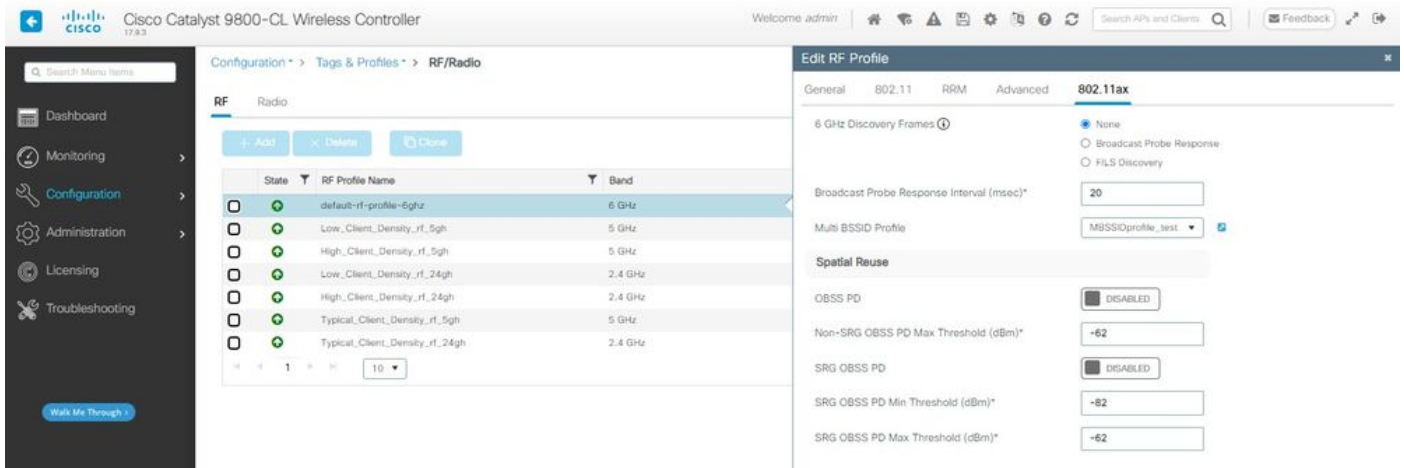 CISCO
Cisco Catalyst 9800-CL Wireless Controller
17.9.3
Welcome admin
Search APs and Clients
Feedback
Search Menu Items
Dashboard
Monitoring
Configuration
Administration
Licensing
Troubleshooting
Walk Me Through >
Configuration > Tags & Profiles > RF/Radio
RF Radio
+ Add × Delete Clone
State RF Profile Name Band
default-rf-profile-6ghz 6 GHz
Low_Client_Density_rf_5gh 5 GHz
High_Client_Density_rf_5gh 5 GHz
Low_Client_Density_rf_24gh 2.4 GHz
High_Client_Density_rf_24gh 2.4 GHz
Typical_Client_Density_rf_5gh 5 GHz
Typical_Client_Density_rf_24gh 2.4 GHz
1 10
Edit RF Profile
General 802.11 RRM Advanced 802.11ax
6 GHz Discovery Frames
None
Broadcast Probe Response
FILS Discovery
Broadcast Probe Response Interval (msec)* 20
Multi BSSID Profile MBSSIDprofile_test
Spatial Reuse
OBSS PD DISABLED
Non-SRG OBSS PD Max Threshold (dBm)* -62
SRG OBSS PD DISABLED
SRG OBSS PD Min Threshold (dBm)* -82
SRG OBSS PD Max Threshold (dBm)* -62